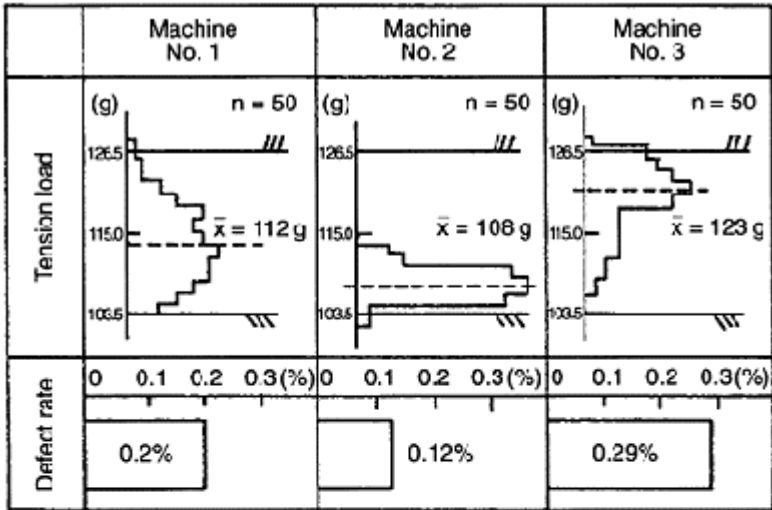 Machine No. 1
Machine No. 2
Machine No. 3
Tension load
(g) n = 50
126.5
115.0
x̄ = 112 g
103.5
(g) n = 50
126.5
115.0
x̄ = 108 g
103.5
(g) n = 50
126.5
115.0
x̄ = 123 g
103.5
Defect rate
0 0.1 0.2 0.3(%)
0.2%
0 0.1 0.2 0.3(%)
0.12%
0 0.1 0.2 0.3(%)
0.29%